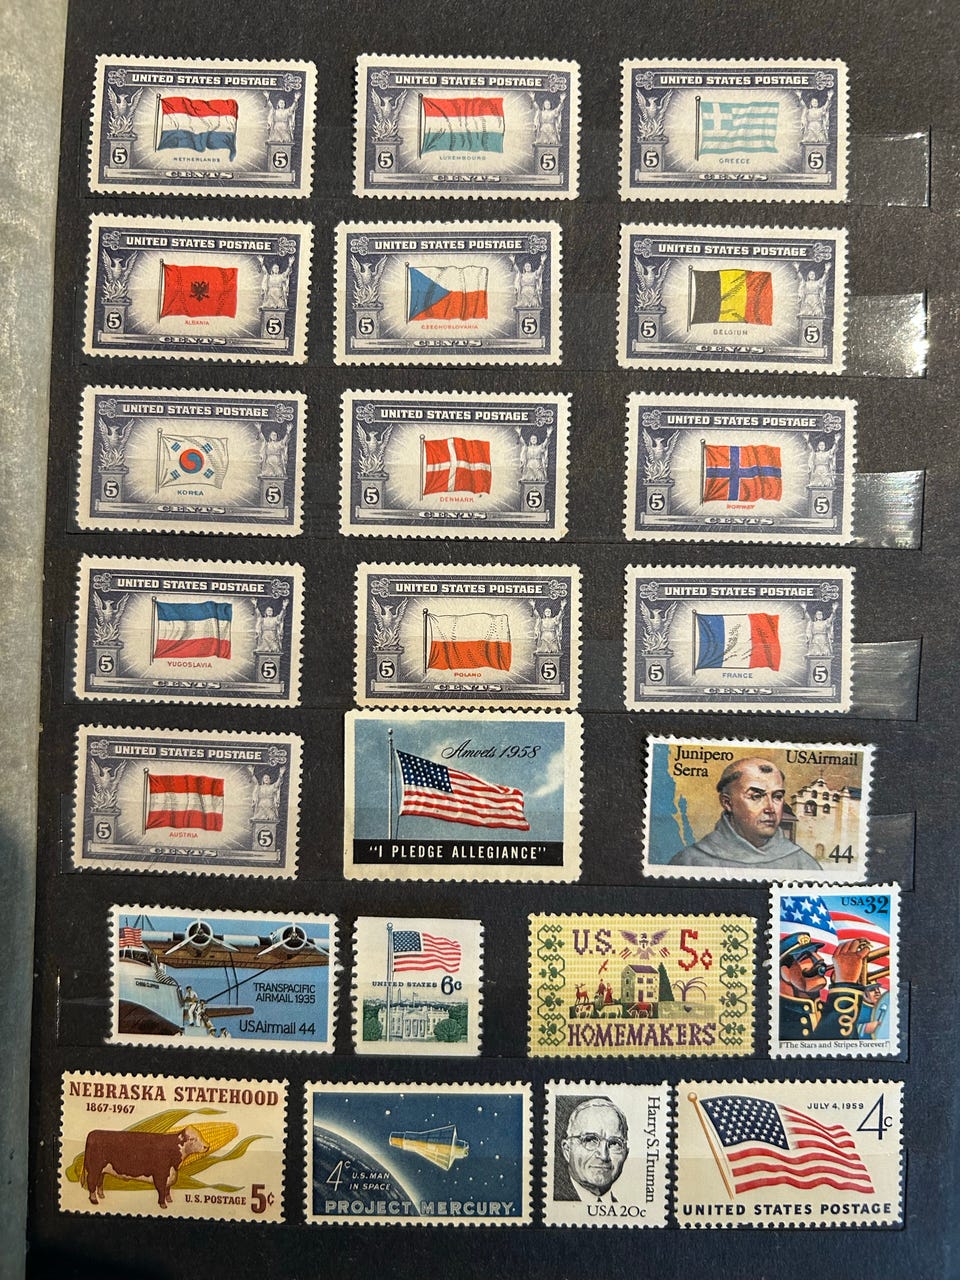 UNITED STATES POSTAGE
NETHERLANDS
5 5
CENTS
UNITED STATES POSTAGE
LUXEMBOURG
5 5
CENTS
UNITED STATES POSTAGE
GREECE
5 5
CENTS
UNITED STATES POSTAGE
ALBANIA
5 5
CENTS
UNITED STATES POSTAGE
CZECHOSLOVAKIA
5 5
CENTS
UNITED STATES POSTAGE
BELGIUM
5 5
CENTS
UNITED STATES POSTAGE
KOREA
5 5
CENTS
UNITED STATES POSTAGE
DENMARK
5 5
CENTS
UNITED STATES POSTAGE
NORWAY
5 5
CENTS
UNITED STATES POSTAGE
YUGOSLAVIA
5 5
CENTS
UNITED STATES POSTAGE
POLAND
5 5
CENTS
UNITED STATES POSTAGE
FRANCE
5 5
CENTS
UNITED STATES POSTAGE
AUSTRIA
5 5
CENTS
Amvets 1958
"I PLEDGE ALLEGIANCE"
Junipero
Serra
USAirmail
44
CHINA CLIPPER
TRANSPACIFIC
AIRMAIL 1935
USAirmail 44
UNITED STATES 6c
U.S. 5c
HOMEMAKERS
USA 32
"The Stars and Stripes Forever!"
NEBRASKA STATEHOOD
1867-1967
U.S. POSTAGE 5¢
4c
U.S. MAN
IN SPACE
PROJECT MERCURY
Harry S. Truman
USA 20c
JULY 4, 1959
4c
UNITED STATES POSTAGE